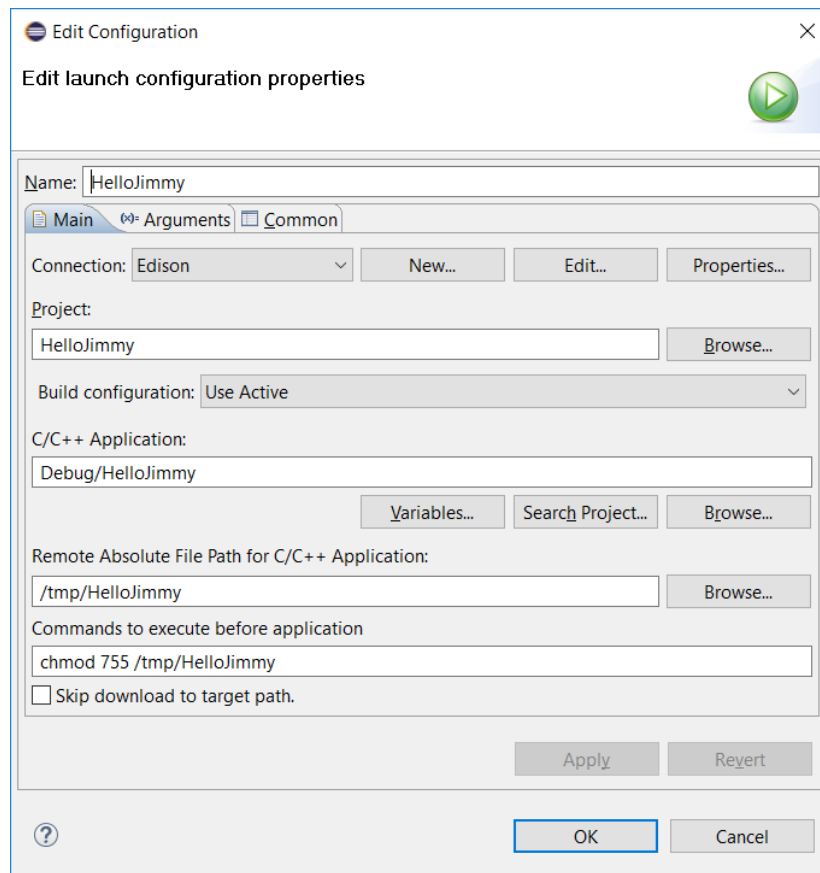 Edit Configuration
Edit launch configuration properties
Name: HelloJimmy
Main (x)= Arguments Common
Connection: Edison New... Edit... Properties...
Project:
HelloJimmy Browse...
Build configuration: Use Active
C/C++ Application:
Debug/HelloJimmy
Variables... Search Project... Browse...
Remote Absolute File Path for C/C++ Application:
/tmp/HelloJimmy Browse...
Commands to execute before application
chmod 755 /tmp/HelloJimmy
Skip download to target path.
Apply Revert
? OK Cancel